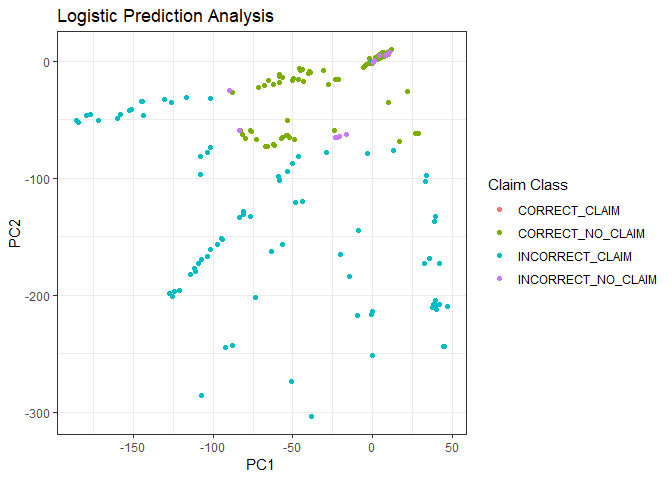 Logistic Prediction Analysis
0
-100
-200
-300
PC2
-150
-100
-50
0
50
PC1
Claim Class
CORRECT_CLAIM
CORRECT_NO_CLAIM
INCORRECT_CLAIM
INCORRECT_NO_CLAIM